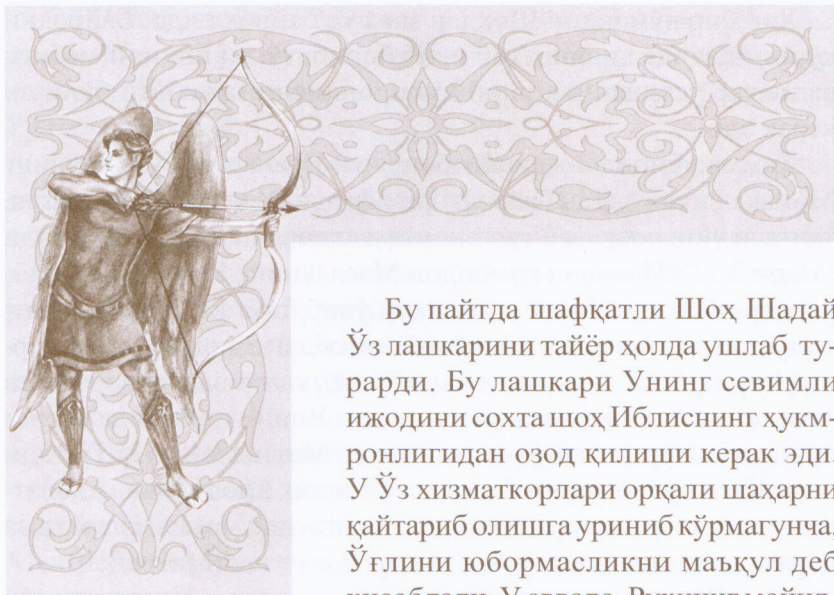 Бу пайтда шафқатли Шоҳ Шадай
Ўз лашкарини тайёр ҳолда ушлаб ту-
рарди. Бу лашкари Унинг севимли
ижодини сохта шоҳ Иблиснинг ҳукм-
ронлигидан озод қилиши керак эди.
У Ўз хизматкорлари орқали шаҳарни
қайтариб олишга уриниб кўрмагунча,
Ўғлини юбормасликни маъқул деб